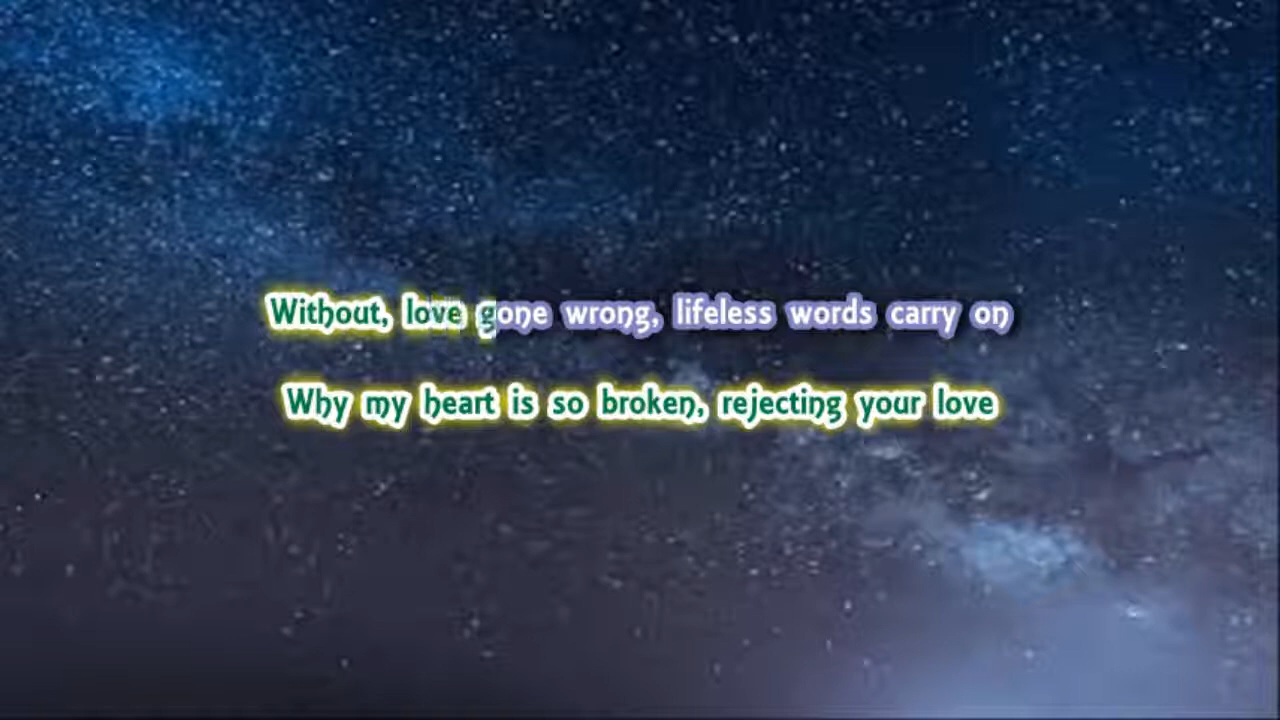 Without, love gone wrong, lifeless words carry on
Why my heart is so broken, rejecting your love